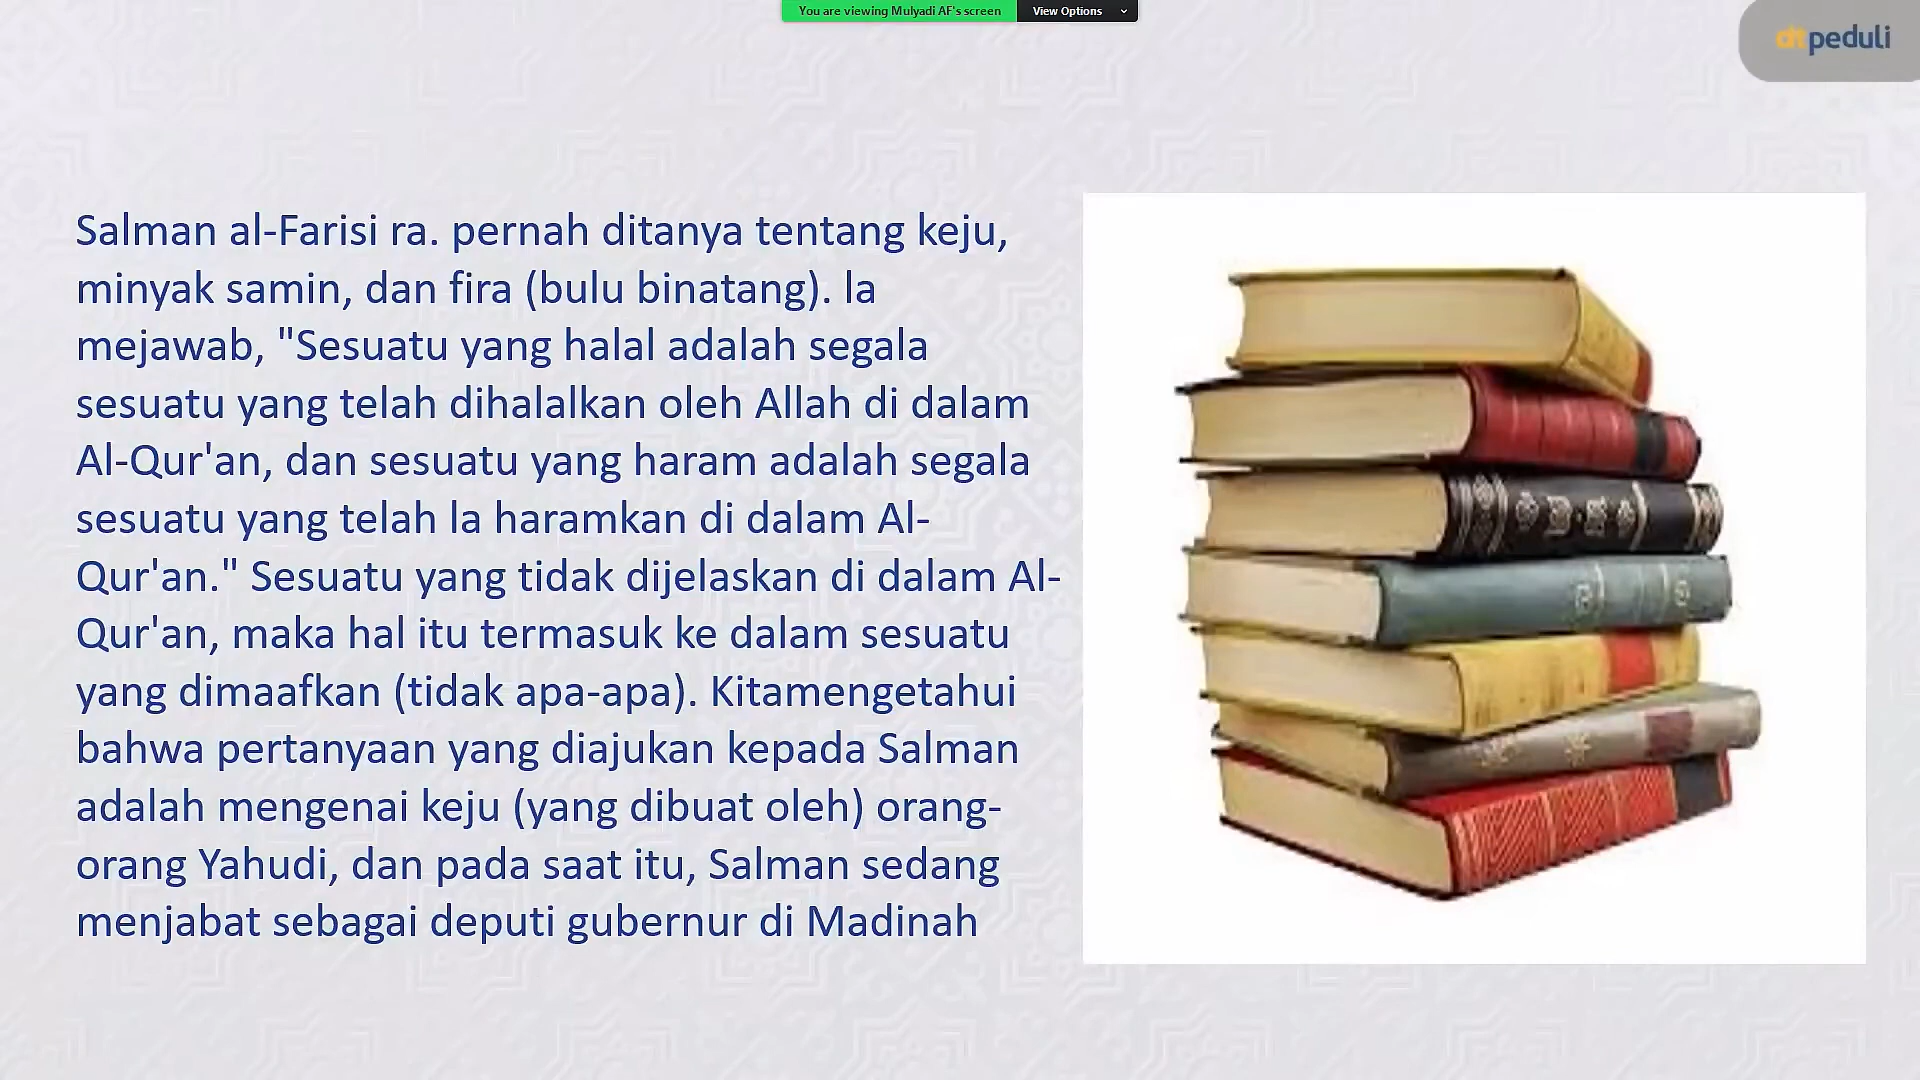 You are viewing Mulyadi AF's screen View Options
dtpeduli
Salman al-Farisi ra. pernah ditanya tentang keju,
minyak samin, dan fira (bulu binatang). la
mejawab, "Sesuatu yang halal adalah segala
sesuatu yang telah dihalalkan oleh Allah di dalam
Al-Qur'an, dan sesuatu yang haram adalah segala
sesuatu yang telah la haramkan di dalam Al-
Qur'an." Sesuatu yang tidak dijelaskan di dalam Al-
Qur'an, maka hal itu termasuk ke dalam sesuatu
yang dimaafkan (tidak apa-apa). Kitamengetahui
bahwa pertanyaan yang diajukan kepada Salman
adalah mengenai keju (yang dibuat oleh) orang-
orang Yahudi, dan pada saat itu, Salman sedang
menjabat sebagai deputi gubernur di Madinah